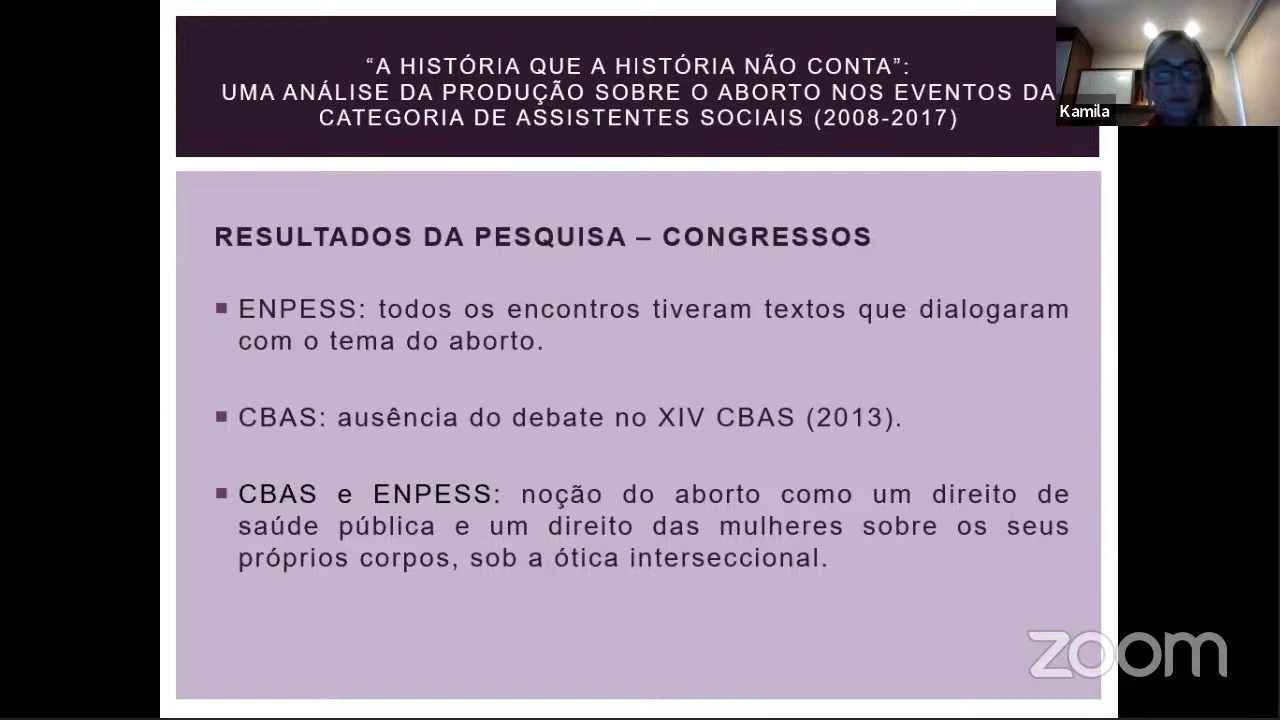 “A HISTÓRIA QUE A HISTÓRIA NÃO CONTA”:
UMA ANÁLISE DA PRODUÇÃO SOBRE O ABORTO NOS EVENTOS DA
CATEGORIA DE ASSISTENTES SOCIAIS (2008-2017)
Kamila
RESULTADOS DA PESQUISA – CONGRESSOS
ENPESS: todos os encontros tiveram textos que dialogaram
com o tema do aborto.
CBAS: ausência do debate no XIV CBAS (2013).
CBAS e ENPESS: noção do aborto como um direito de
saúde pública e um direito das mulheres sobre os seus
próprios corpos, sob a ótica interseccional.
zoom